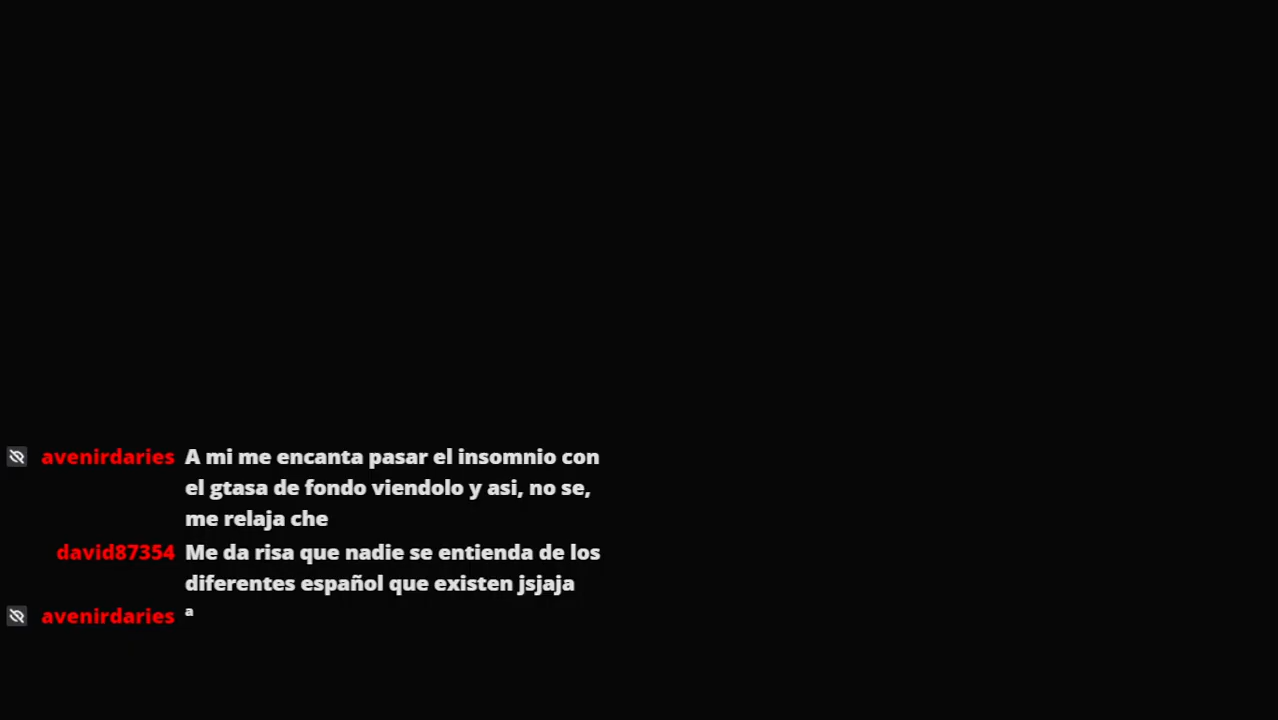 avenirdaries A mi me encanta pasar el insomnio con
el gtasa de fondo viendolo y asi, no se,
me relaja che
david87354 Me da risa que nadie se entienda de los
diferentes español que existen jsjaja
avenirdaries ª